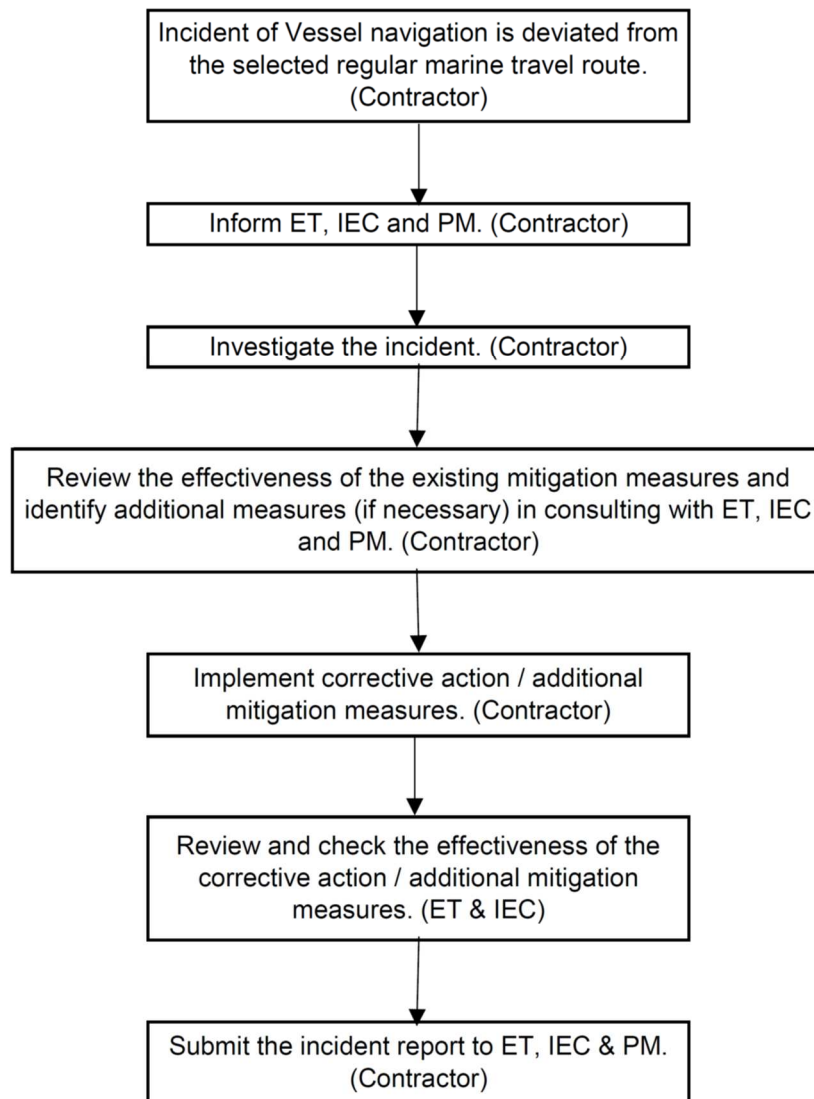 Incident of Vessel navigation is deviated from
the selected regular marine travel route.
(Contractor)
Inform ET, IEC and PM. (Contractor)
Investigate the incident. (Contractor)
Review the effectiveness of the existing mitigation measures and
identify additional measures (if necessary) in consulting with ET, IEC
and PM. (Contractor)
Implement corrective action / additional
mitigation measures. (Contractor)
Review and check the effectiveness of the
corrective action / additional mitigation
measures. (ET & IEC)
Submit the incident report to ET, IEC & PM.
(Contractor)